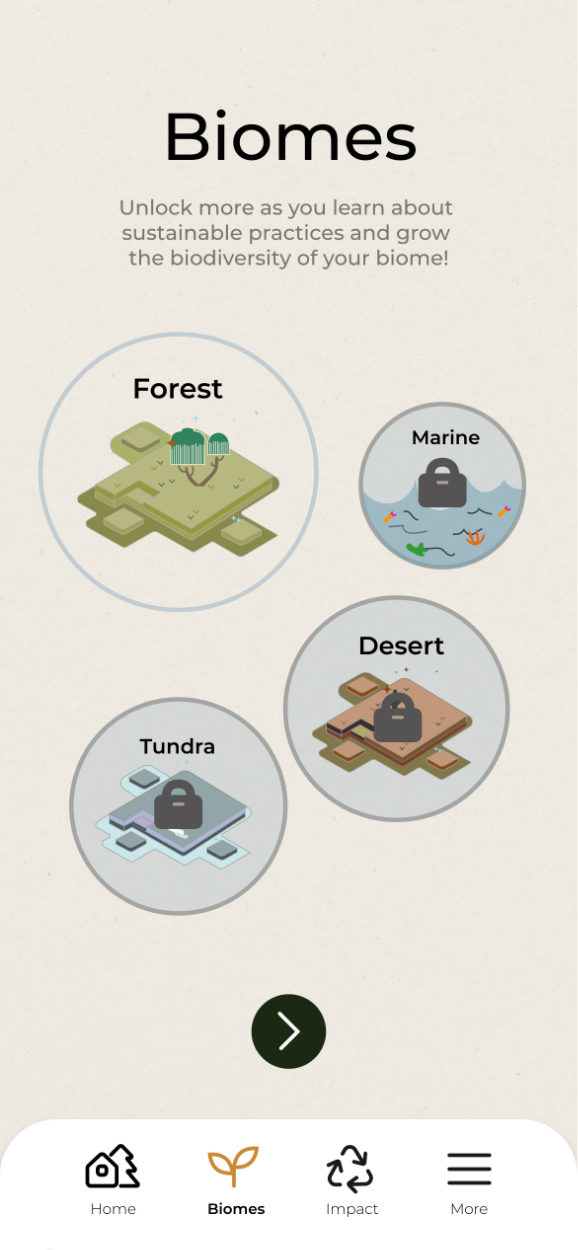 Biomes
Unlock more as you learn about
sustainable practices and grow
the biodiversity of your biome!
Forest
Marine
Desert
Tundra
Home
Biomes
Impact
More